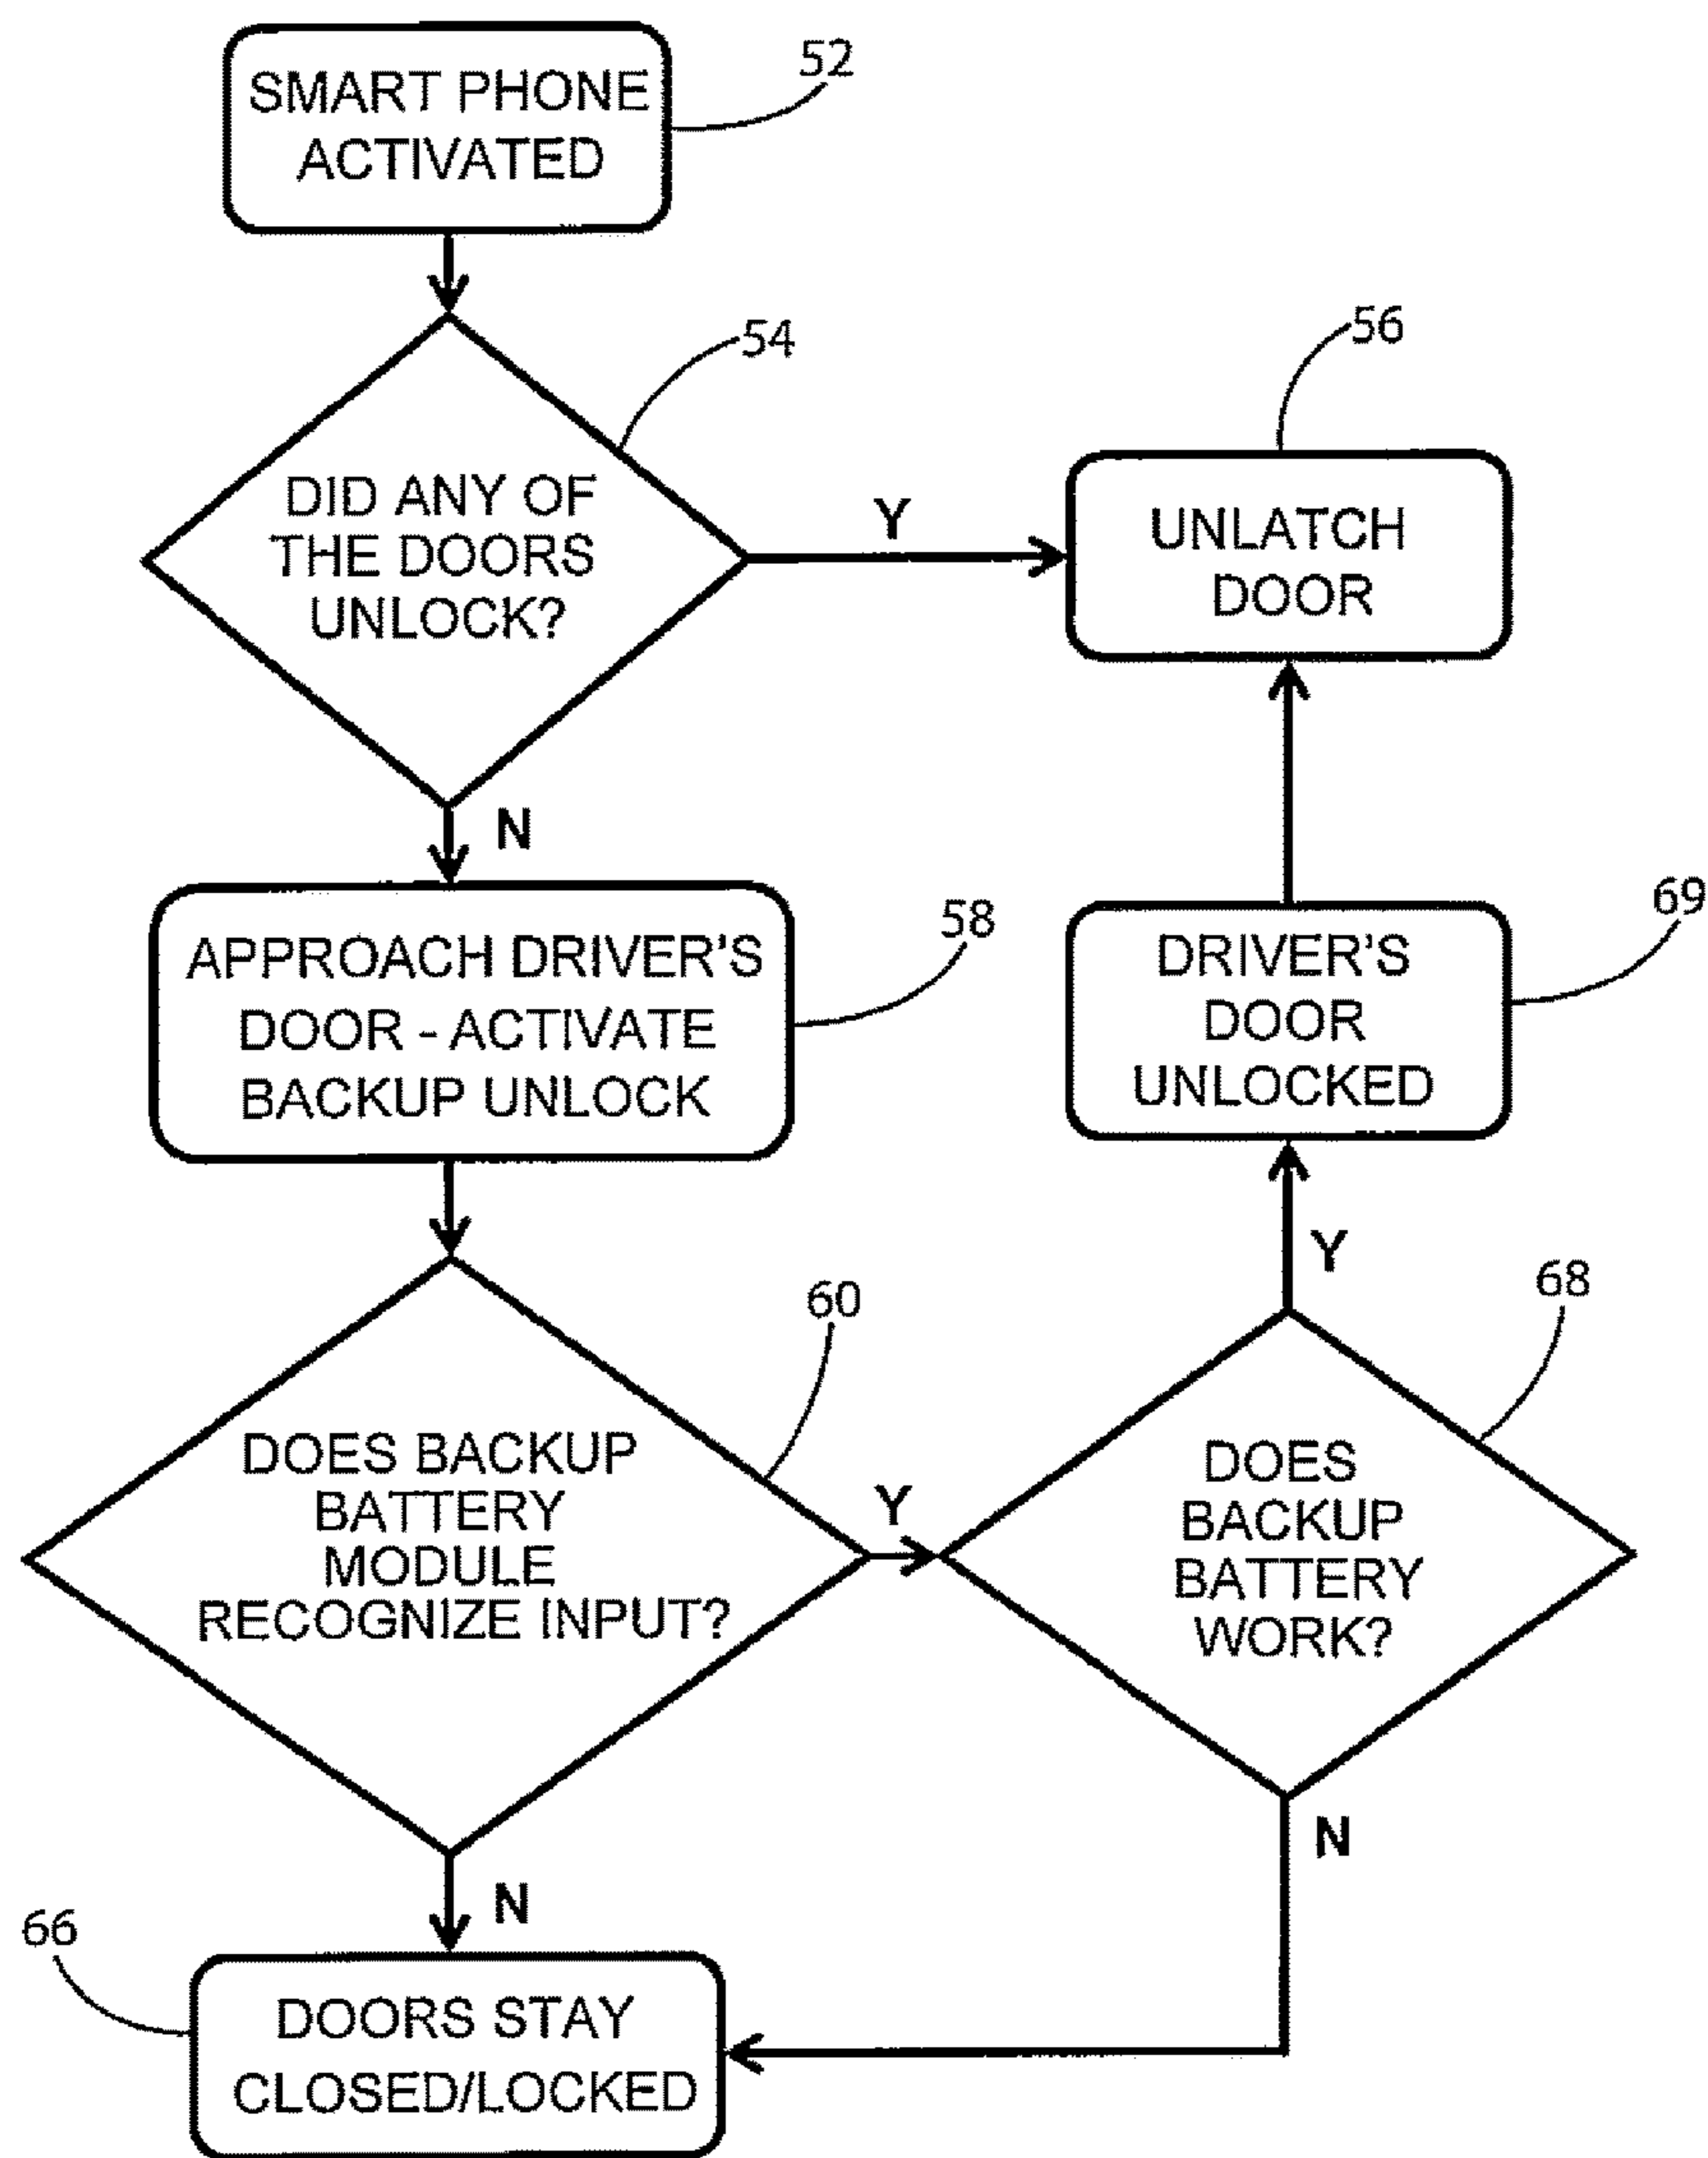 52
SMART PHONE
ACTIVATED
54
DID ANY OF
THE DOORS
UNLOCK?
Y
56
UNLATCH
DOOR
N
58
APPROACH DRIVER'S
DOOR - ACTIVATE
BACKUP UNLOCK
69
DRIVER'S
DOOR
UNLOCKED
Y
60
DOES BACKUP
BATTERY
MODULE
RECOGNIZE INPUT?
Y
68
DOES
BACKUP
BATTERY
WORK?
N
N
66
DOORS STAY
CLOSED/LOCKED